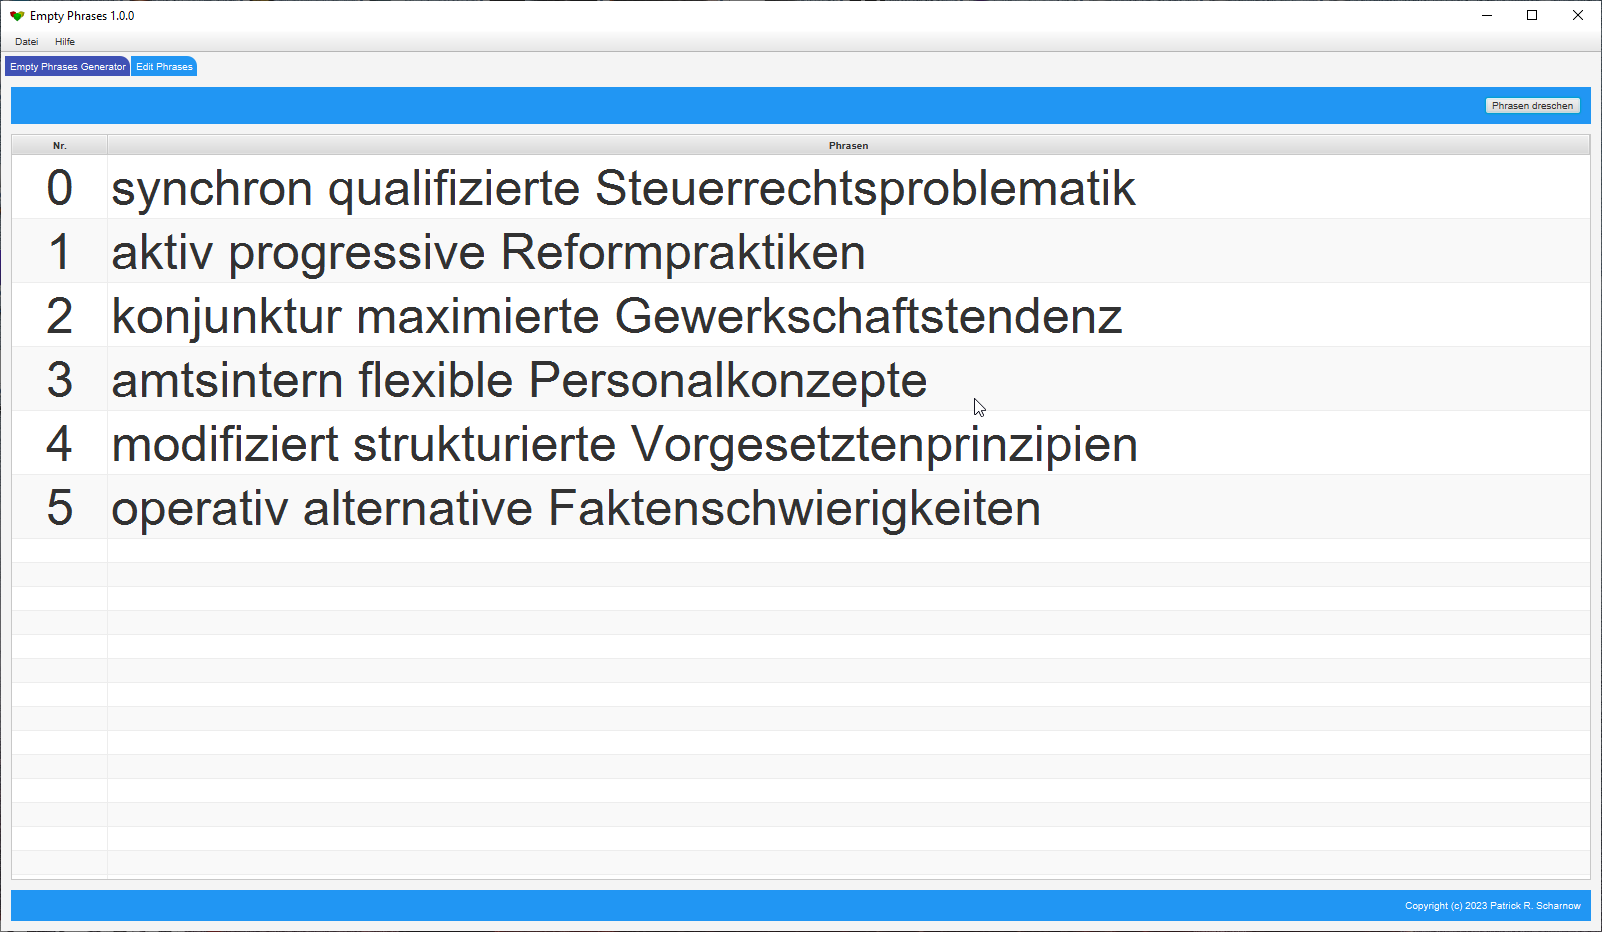 Empty Phrases 1.0.0
Datei Hilfe
Empty Phrases Generator Edit Phrases
Phrasen dreschen
Nr. Phrasen
0 synchron qualifizierte Steuerrechtsproblematik
1 aktiv progressive Reformpraktiken
2 konjunktur maximierte Gewerkschaftstendenz
3 amtsintern flexible Personalkonzepte
4 modifiziert strukturierte Vorgesetztenprinzipien
5 operativ alternative Faktenschwierigkeiten
Copyright (c) 2023 Patrick R. Scharnow